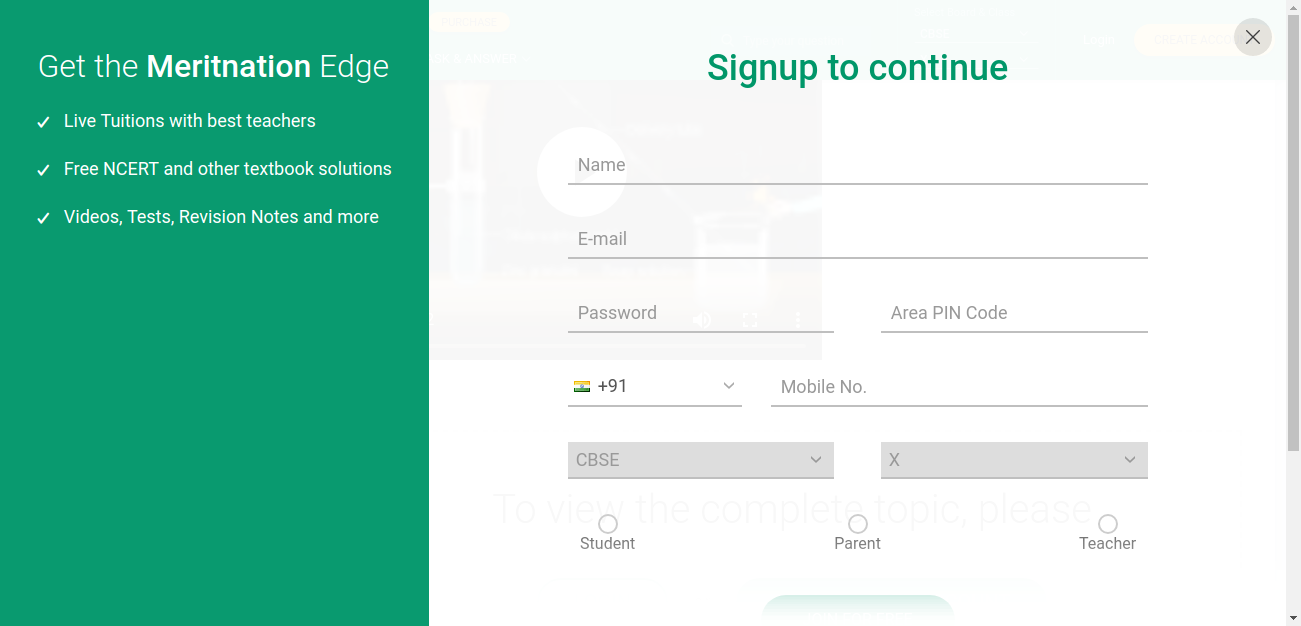 Get the Meritnation Edge
Live Tuitions with best teachers
Free NCERT and other textbook solutions
Videos, Tests, Revision Notes and more
PURCHASE
Login
CREATE ACCO
& ANSWER
Signup to continue
Name
E-mail
Password
Area PIN Code
+91
Mobile No.
CBSE
X
To view the complete topic, please
Student
Parent
Teacher